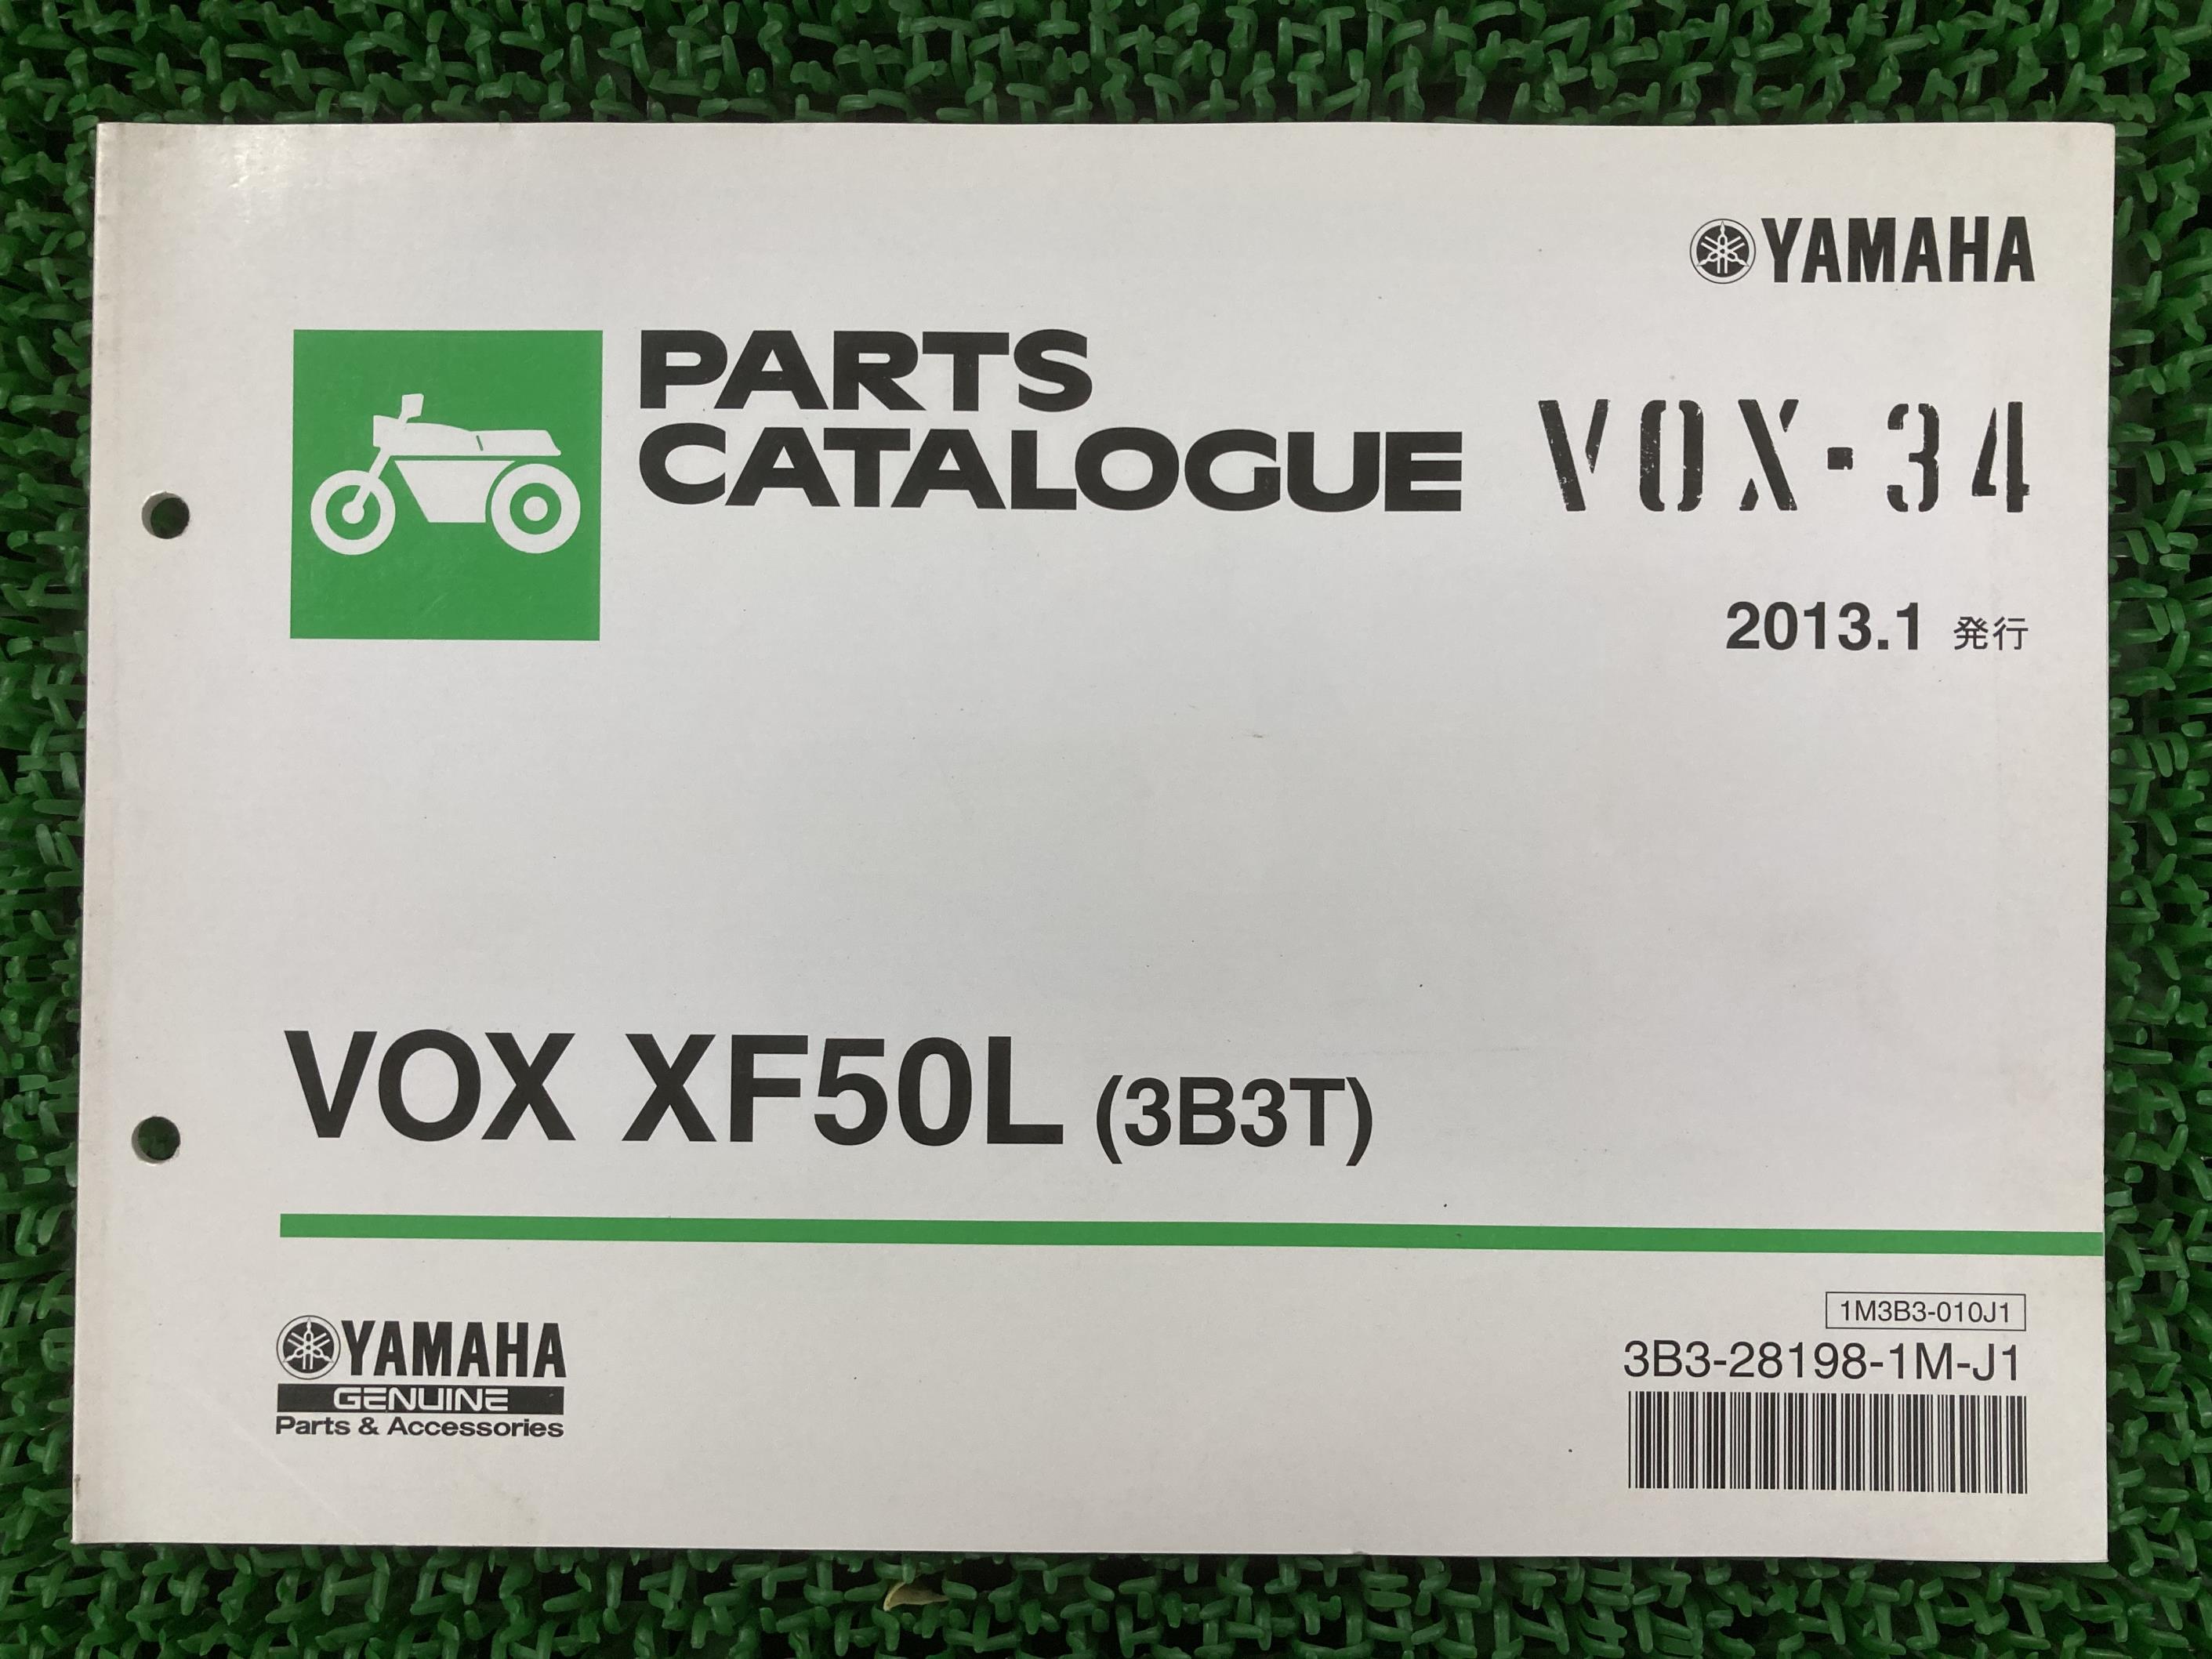 YAMAHA
PARTS
CATALOGUE
VOX-34
2013.1 発行
VOX XF50L (3B3T)
YAMAHA
GENUINE
Parts & Accessories
1M3B3-010J1
3B3-28198-1M-J1